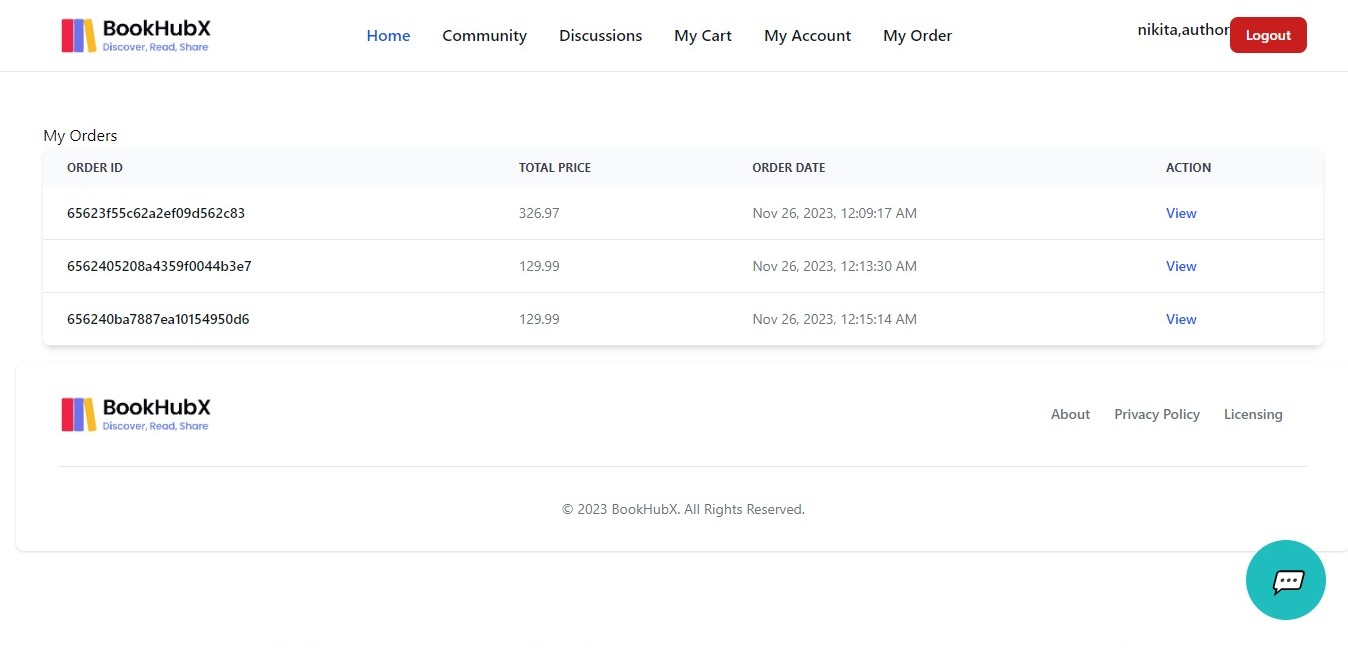 BookHubX
Discover, Read, Share
Home Community Discussions My Cart My Account My Order
nikita,author Logout
My Orders
ORDER ID TOTAL PRICE ORDER DATE ACTION
65623f55c62a2ef09d562c83 326.97 Nov 26, 2023, 12:09:17 AM View
6562405208a4359f0044b3e7 129.99 Nov 26, 2023, 12:13:30 AM View
656240ba7887ea10154950d6 129.99 Nov 26, 2023, 12:15:14 AM View
BookHubX
Discover, Read, Share
About Privacy Policy Licensing
© 2023 BookHubX. All Rights Reserved.